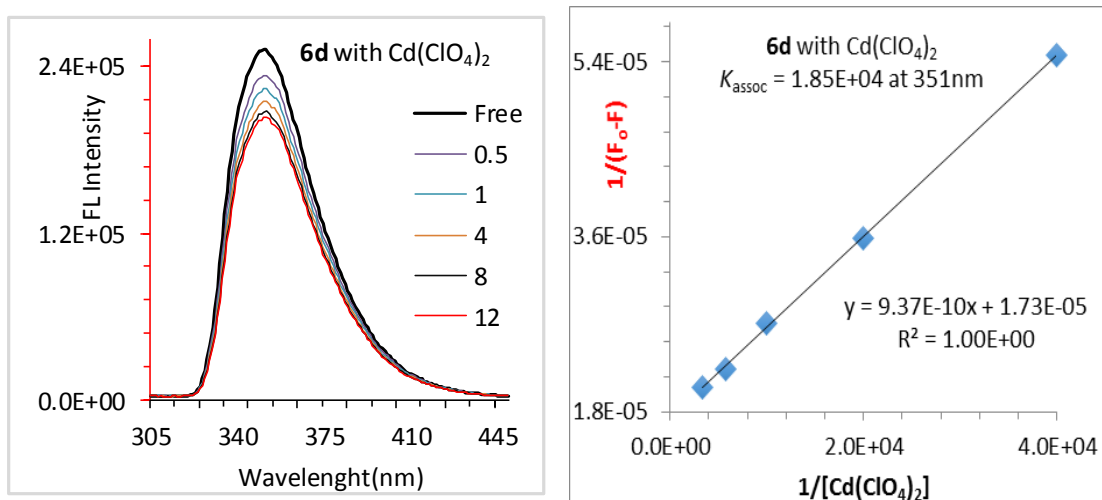 6d with Cd(ClO4)2
2.4E+05
1.2E+05
0.0E+00
FL Intensity
Free
0.5
1
4
8
12
305 340 375 410 445
Wavelenght(nm)
6d with Cd(ClO4)2
Kassoc = 1.85E+04 at 351nm
5.4E-05
3.6E-05
1.8E-05
1/(Fo-F)
y = 9.37E-10x + 1.73E-05
R² = 1.00E+00
0.0E+00 2.0E+04 4.0E+04
1/[Cd(ClO4)2]